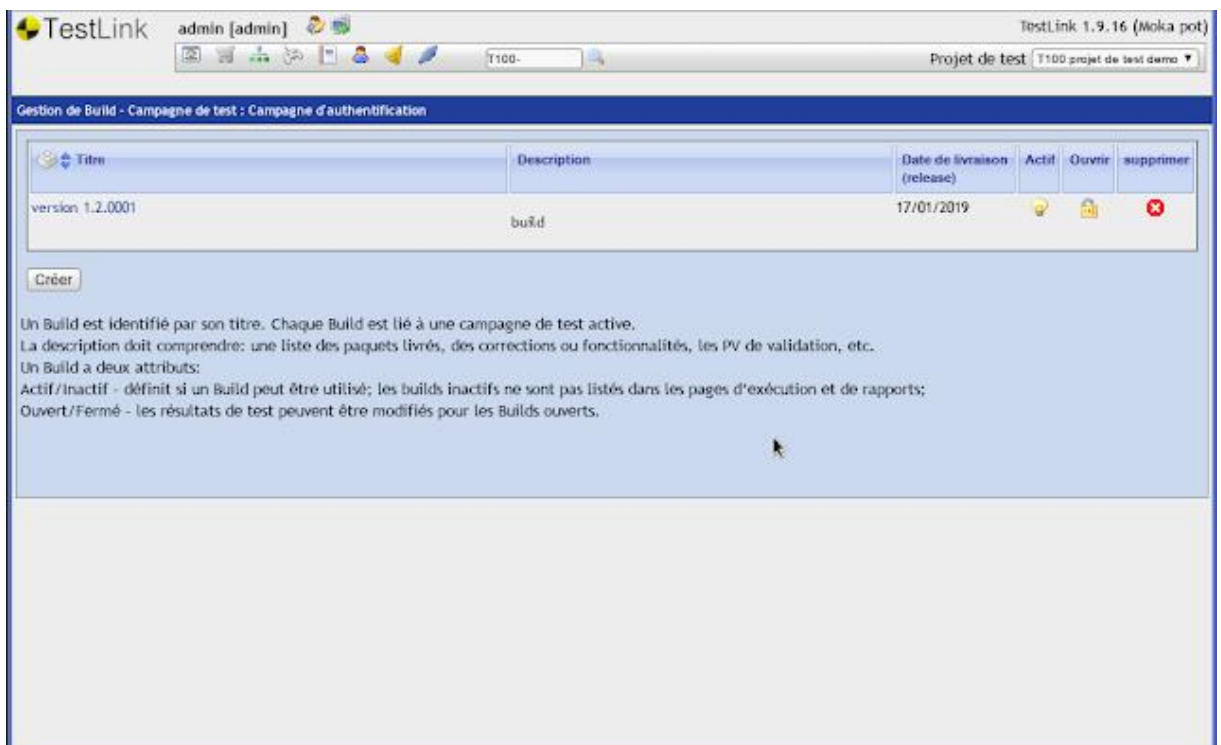 TestLink admin [admin] TestLink 1.9.16 (Moka pot)
T100- Projet de test T100 projet de test demo
Gestion de Build - Campagne de test : Campagne d'authentification
Titre Description Date de livraison (release) Actif Ouvrir supprimer
version 1.2.0001 build 17/01/2019
Créer
Un Build est identifié par son titre. Chaque Build est lié à une campagne de test active.
La description doit comprendre: une liste des paquets livrés, des corrections ou fonctionnalités, les PV de validation, etc.
Un Build a deux attributs:
Actif/Inactif - définit si un Build peut être utilisé; les builds inactifs ne sont pas listés dans les pages d'exécution et de rapports;
Ouvert/Fermé - les résultats de test peuvent être modifiés pour les Builds ouverts.